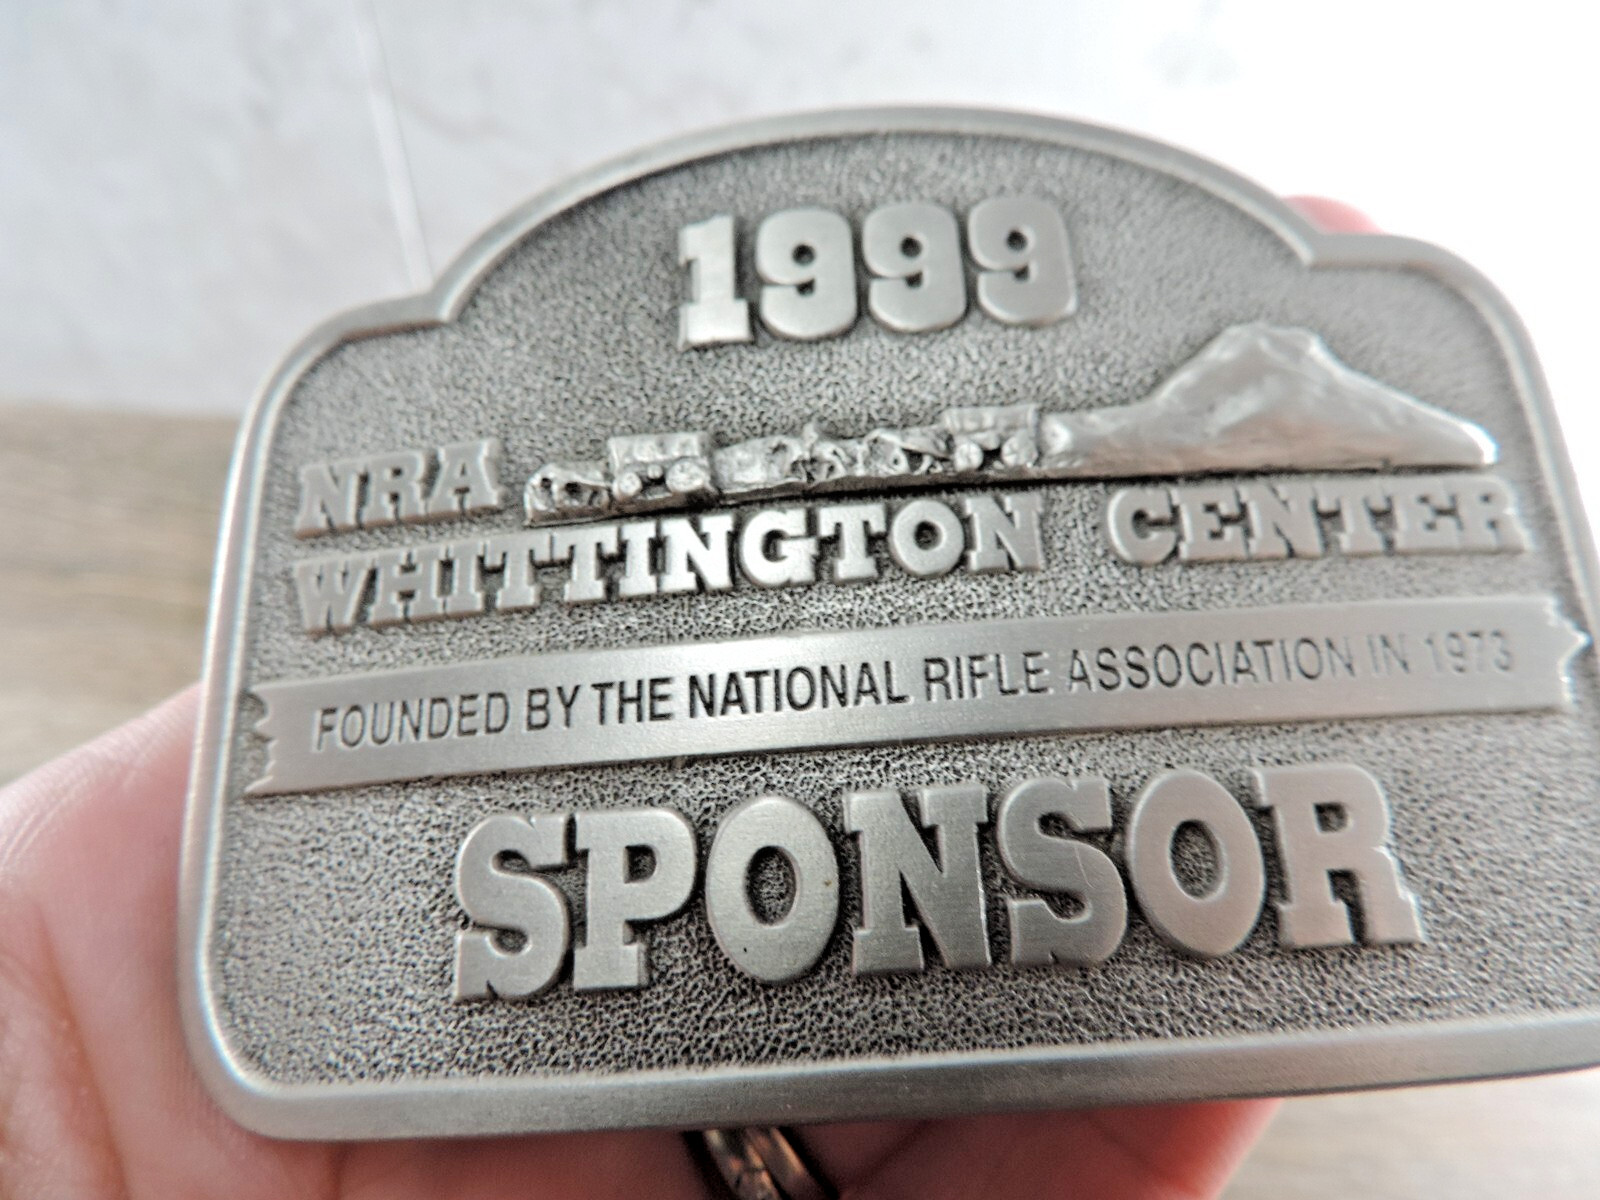 1999
NRA
WHITTINGTON CENTER
FOUNDED BY THE NATIONAL RIFLE ASSOCIATION IN 1973
SPONSOR